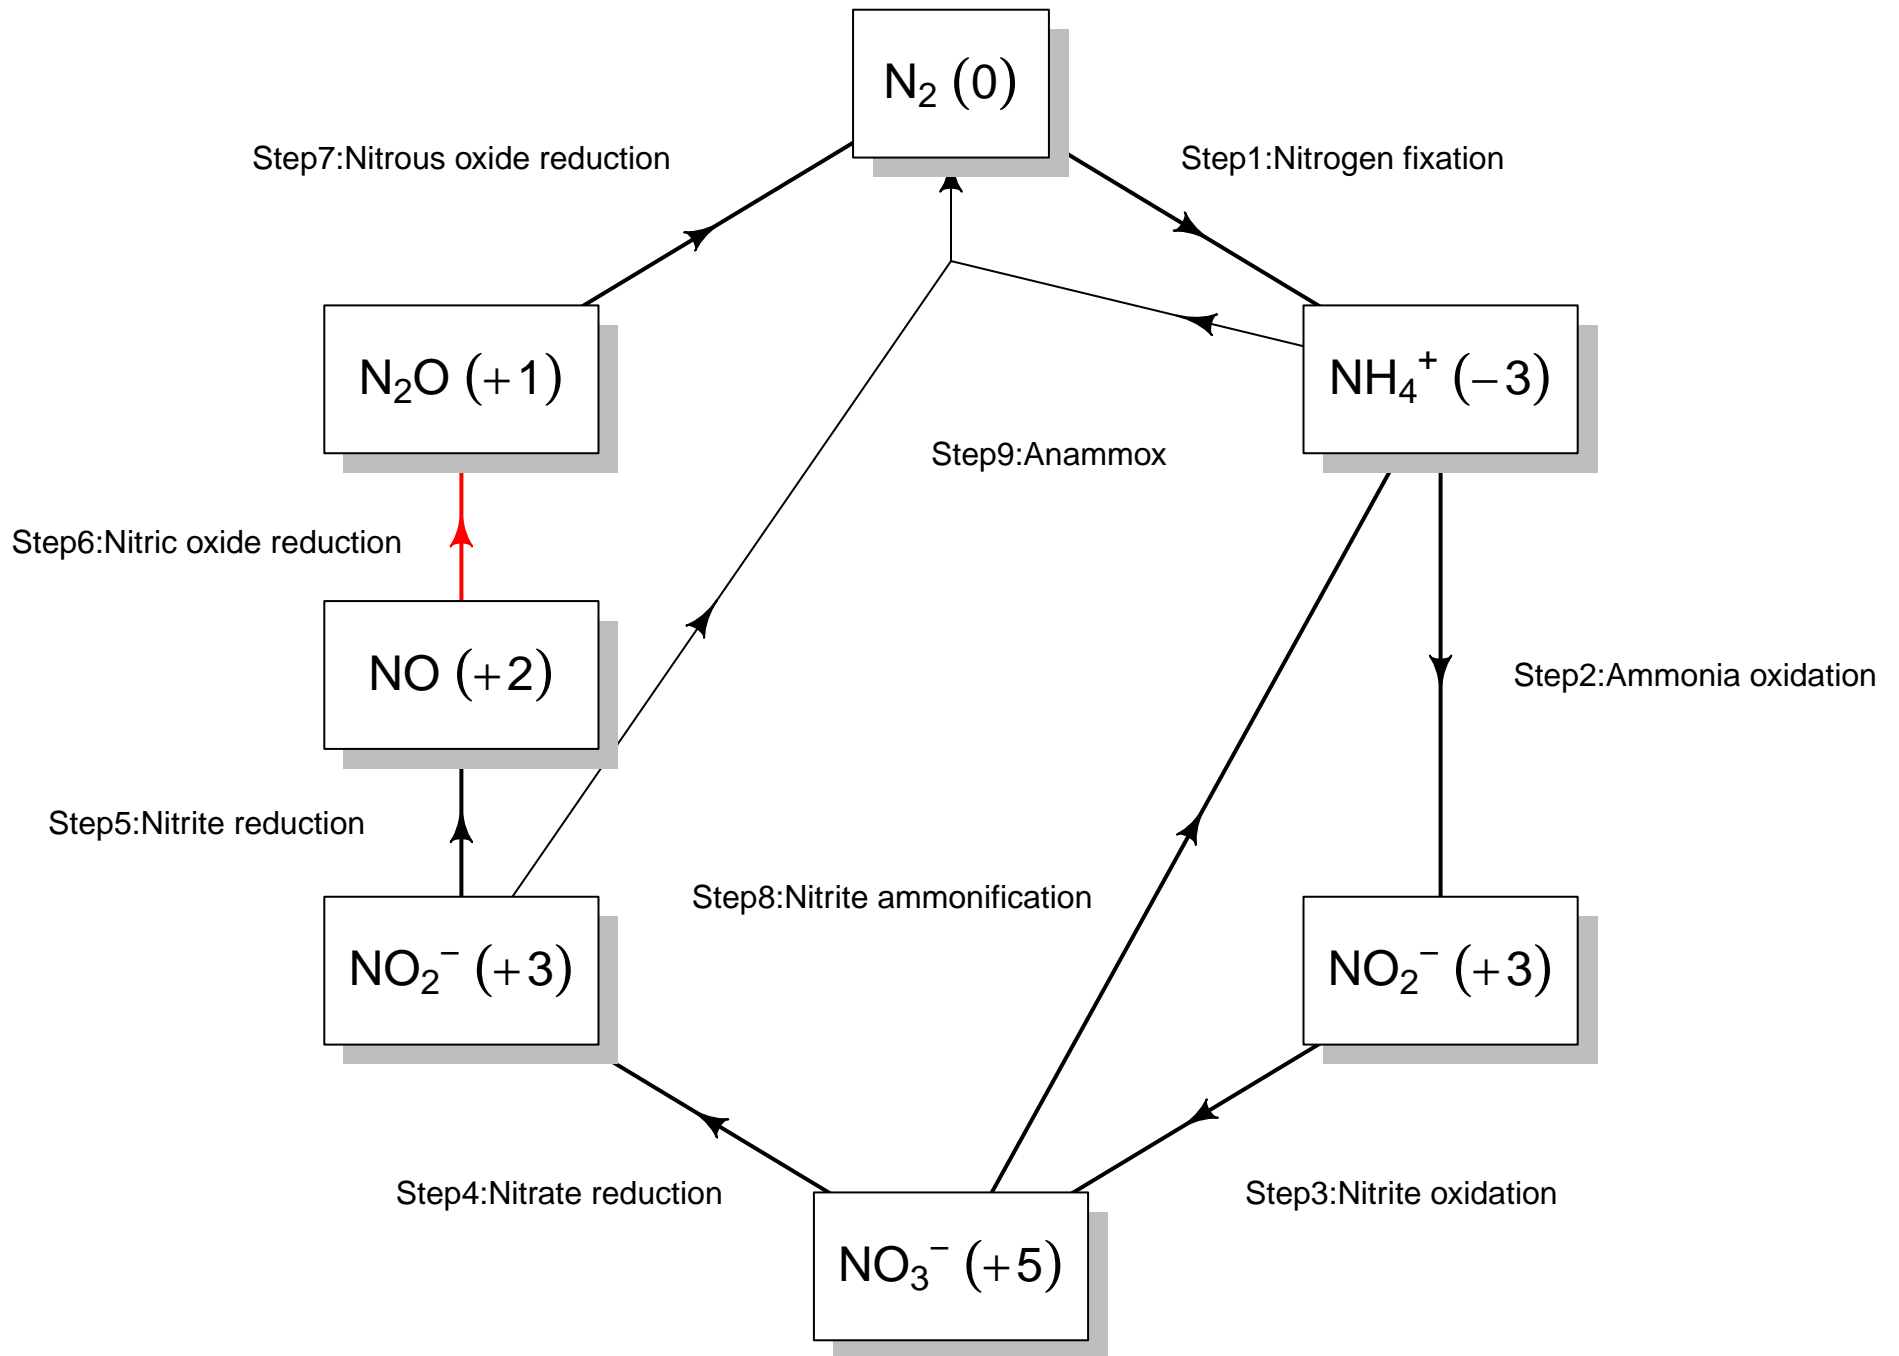 N₂ (0)
Step7:Nitrous oxide reduction
Step1:Nitrogen fixation
N₂O (+1)
NH₄⁺ (−3)
Step9:Anammox
Step6:Nitric oxide reduction
NO (+2)
Step2:Ammonia oxidation
Step5:Nitrite reduction
Step8:Nitrite ammonification
NO₂⁻ (+3)
NO₂⁻ (+3)
Step4:Nitrate reduction
Step3:Nitrite oxidation
NO₃⁻ (+5)